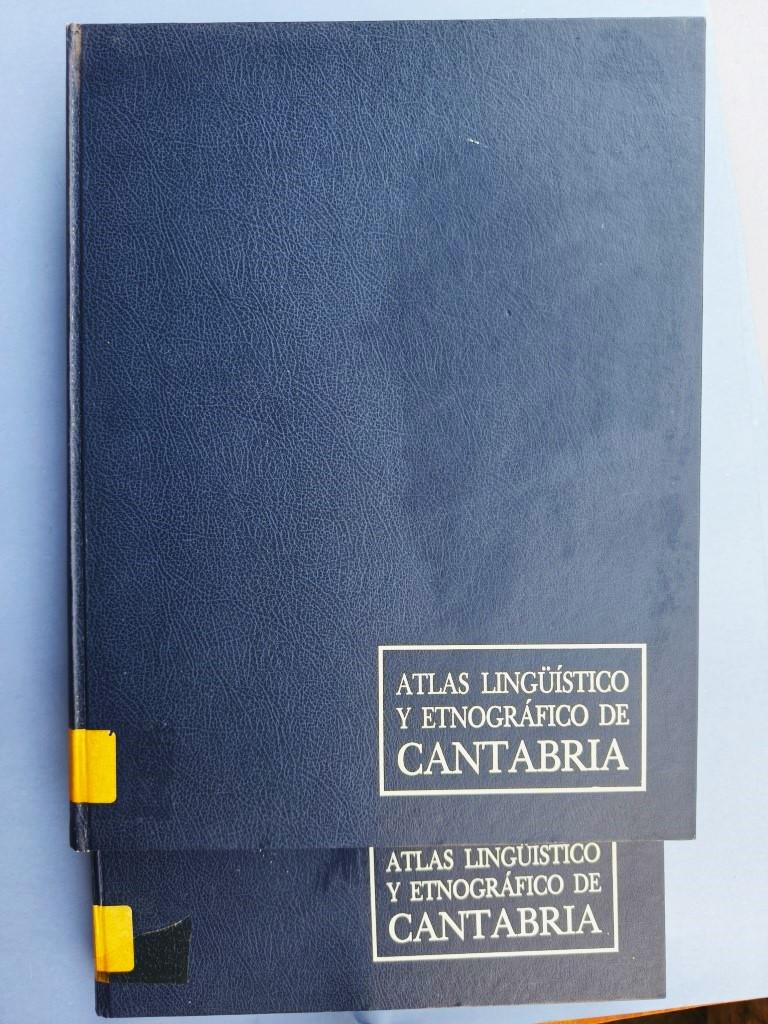 ATLAS LINGÜÍSTICO
Y ETNOGRÁFICO DE
CANTABRIA
ATLAS LINGÜÍSTICO
Y ETNOGRÁFICO DE
CANTABRIA